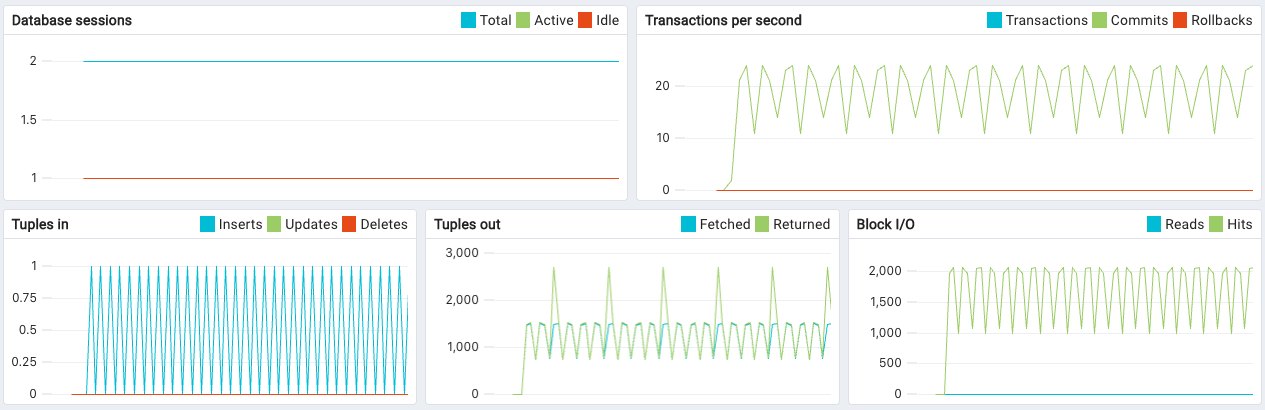 Database sessions
Total Active Idle
2
1.5
1
Transactions per second
Transactions Commits Rollbacks
20
10
0
Tuples in
Inserts Updates Deletes
1
0.75
0.5
0.25
0
Tuples out
Fetched Returned
3,000
2,000
1,000
0
Block I/O
Reads Hits
2,000
1,500
1,000
500
0